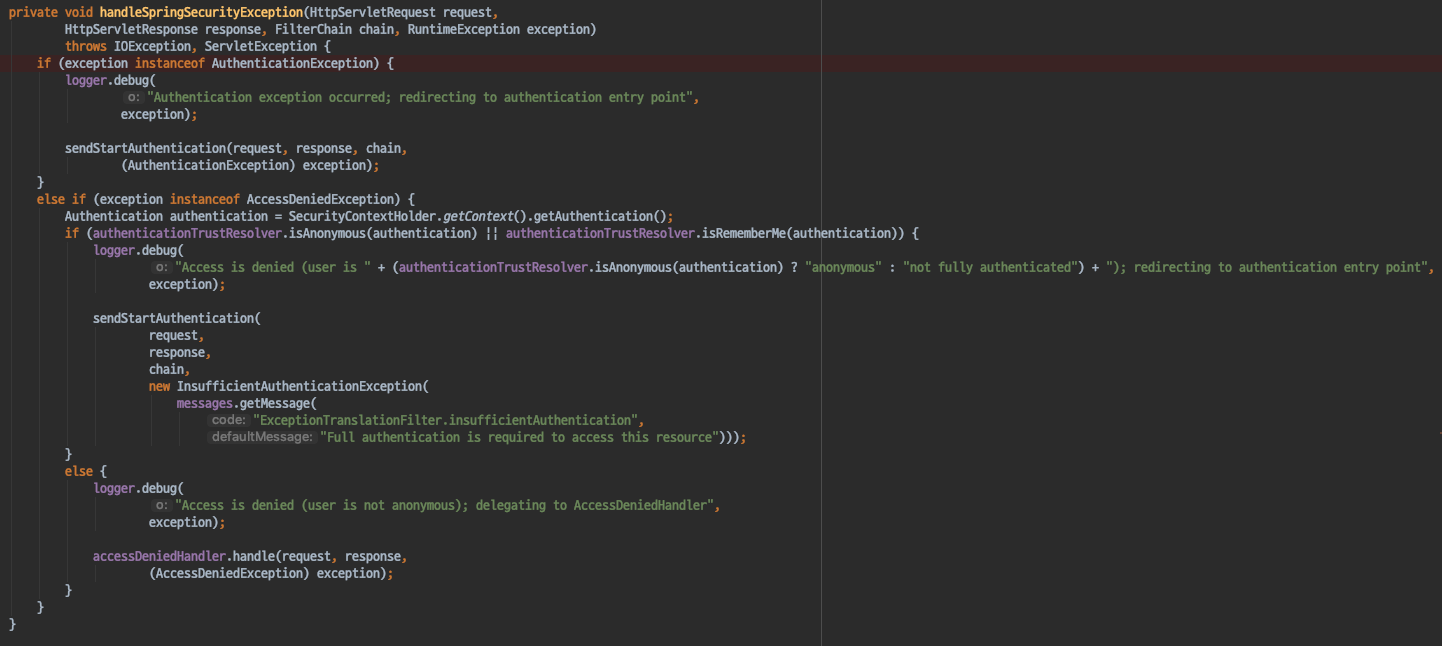 private void handleSpringSecurityException(HttpServletRequest request,
        HttpServletResponse response, FilterChain chain, RuntimeException exception)
        throws IOException, ServletException {
    if (exception instanceof AuthenticationException) {
        logger.debug(
                o: "Authentication exception occurred; redirecting to authentication entry point",
                exception);

        sendStartAuthentication(request, response, chain,
                (AuthenticationException) exception);
    }
    else if (exception instanceof AccessDeniedException) {
        Authentication authentication = SecurityContextHolder.getContext().getAuthentication();
        if (authenticationTrustResolver.isAnonymous(authentication) || authenticationTrustResolver.isRememberMe(authentication)) {
            logger.debug(
                    o: "Access is denied (user is " + (authenticationTrustResolver.isAnonymous(authentication) ? "anonymous" : "not fully authenticated") + "); redirecting to authentication entry point",
                    exception);

            sendStartAuthentication(
                    request,
                    response,
                    chain,
                    new InsufficientAuthenticationException(
                        messages.getMessage(
                            code: "ExceptionTranslationFilter.insufficientAuthentication",
                            defaultMessage: "Full authentication is required to access this resource")));
        }
        else {
            logger.debug(
                    o: "Access is denied (user is not anonymous); delegating to AccessDeniedHandler",
                    exception);

            accessDeniedHandler.handle(request, response,
                    (AccessDeniedException) exception);
        }
    }
}